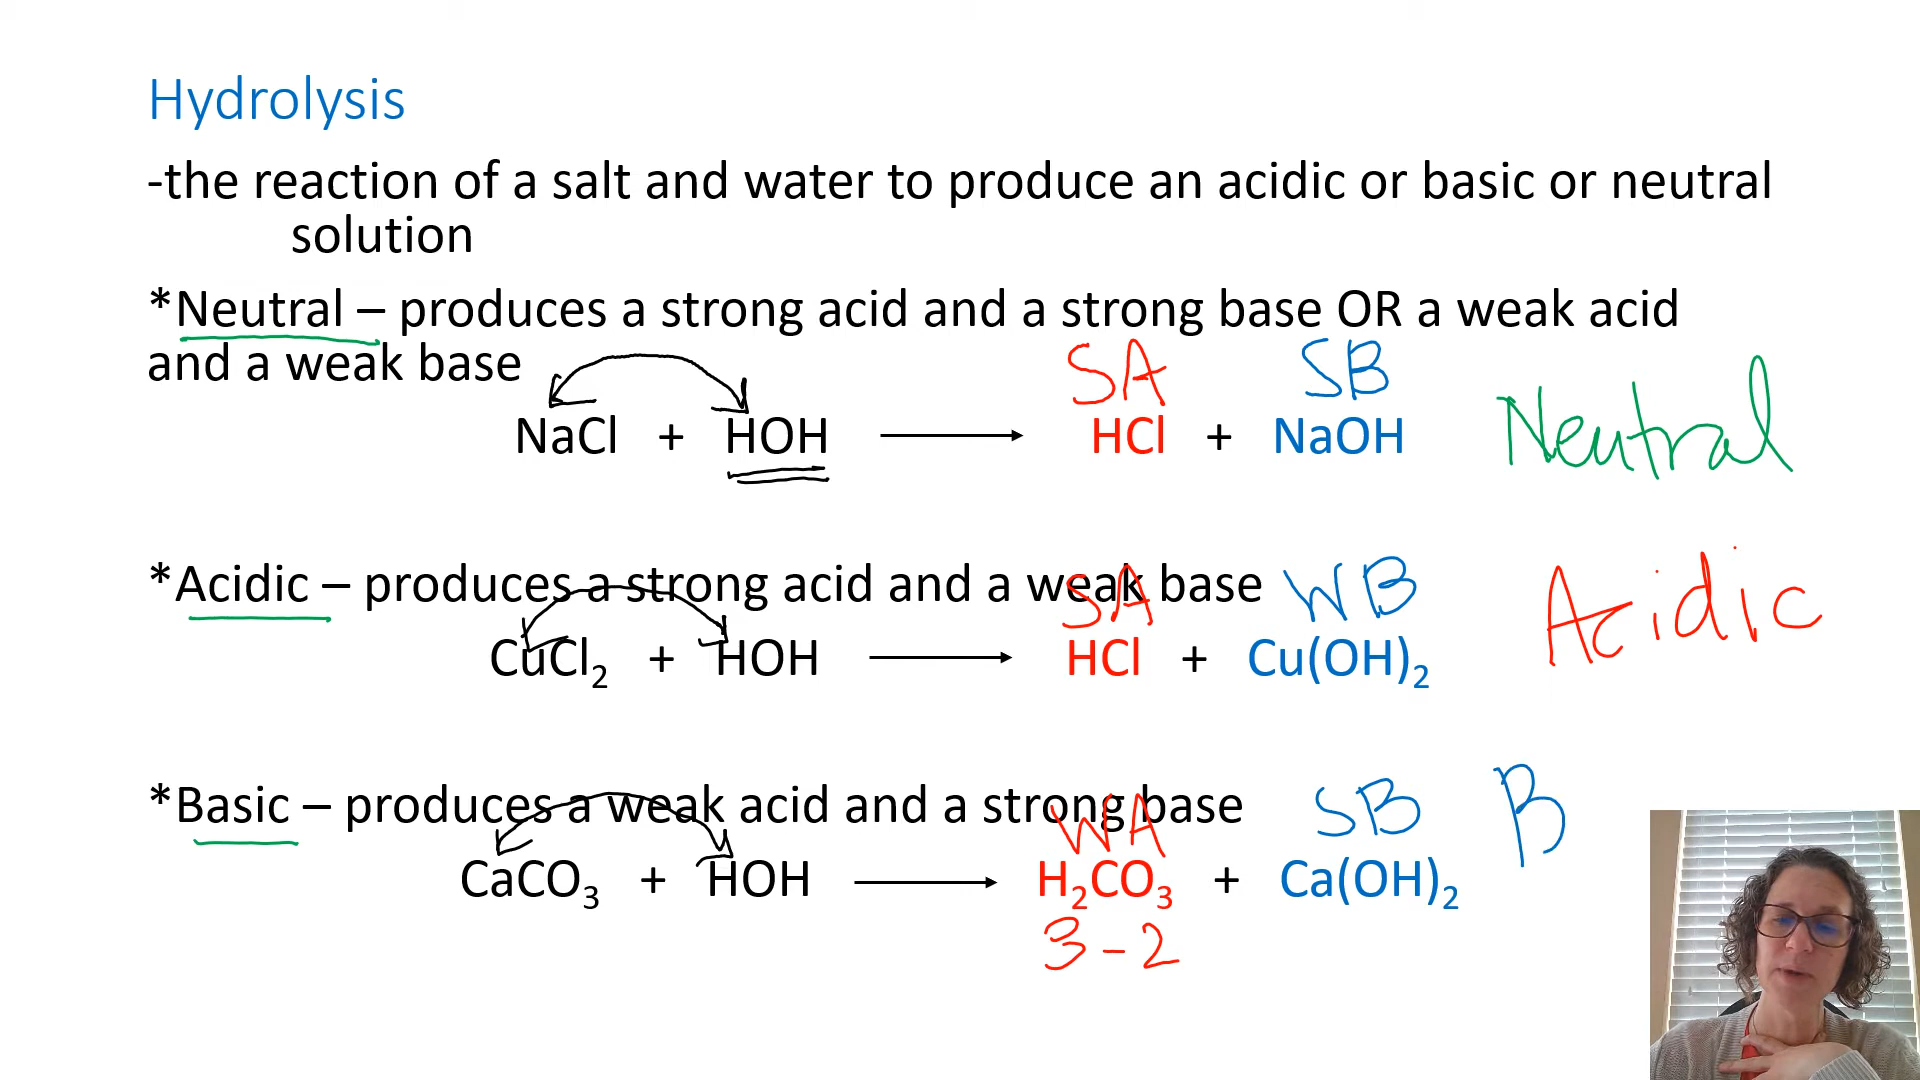 Hydrolysis
-the reaction of a salt and water to produce an acidic or basic or neutral
solution
*Neutral – produces a strong acid and a strong base OR a weak acid
and a weak base
SA SB
NaCl + HOH → HCl + NaOH Neutral
*Acidic – produces a strong acid and a weak base
SA WB
CuCl₂ + HOH → HCl + Cu(OH)₂ Acidic
*Basic – produces a weak acid and a strong base
WA SB B
CaCO₃ + HOH → H₂CO₃ + Ca(OH)₂
3-2